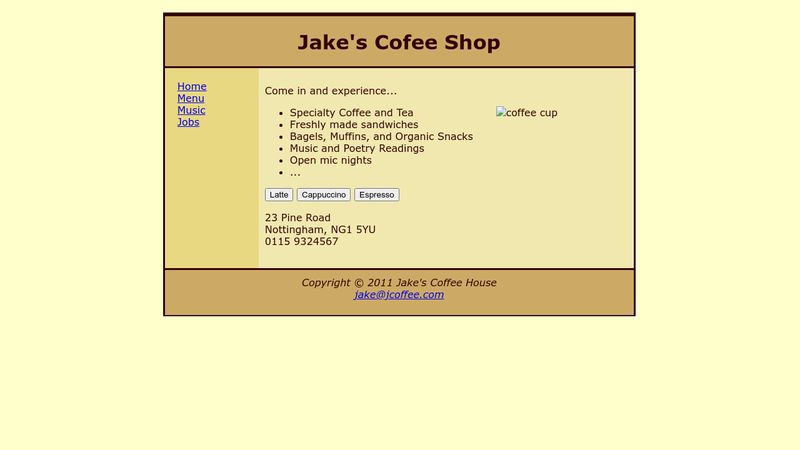 Jake's Cofee Shop
Home
Menu
Music
Jobs
Come in and experience...
Specialty Coffee and Tea
Freshly made sandwiches
Bagels, Muffins, and Organic Snacks
Music and Poetry Readings
Open mic nights
...
coffee cup
Latte Cappuccino Espresso
23 Pine Road
Nottingham, NG1 5YU
0115 9324567
Copyright © 2011 Jake's Coffee House
jake@jcoffee.com